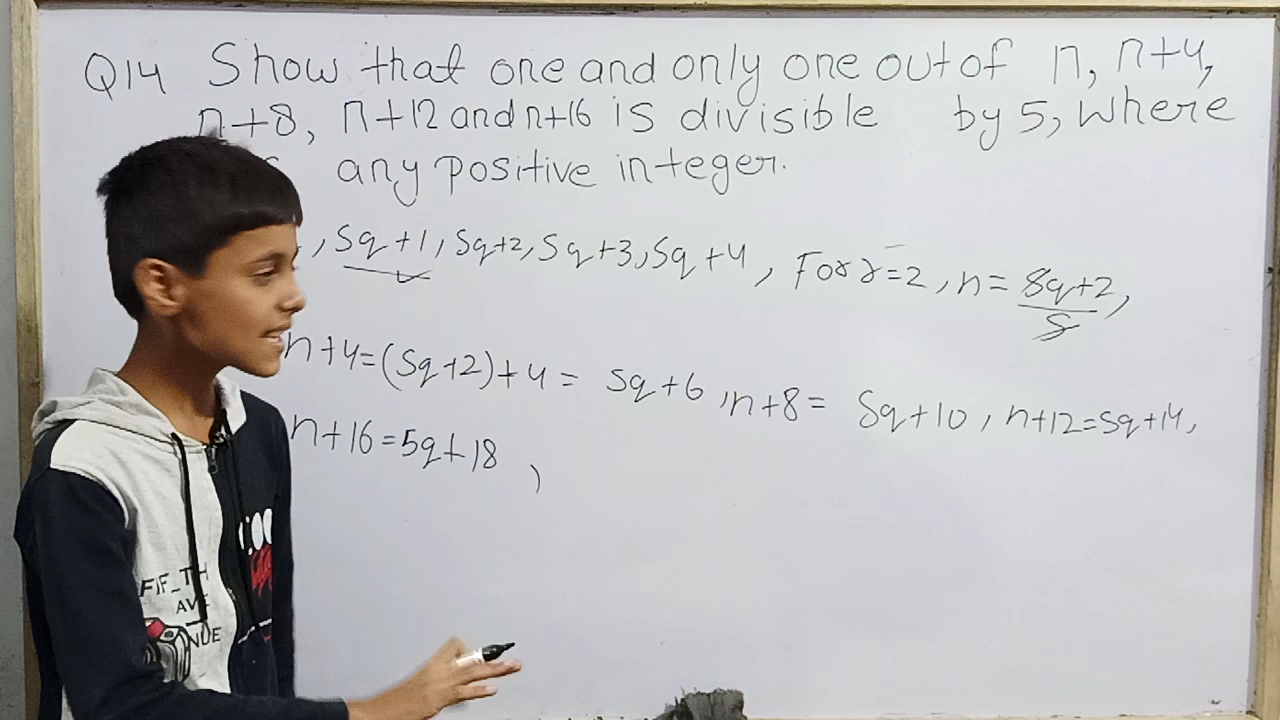 Q14 Show that one and only one out of n, n+4,
n+8, n+12 and n+16 is divisible by 5, where
any positive integer.
, 5q+1, 5q+2, 5q+3, 5q+4, For r=2, n= 5q+2,
5
n+4=(5q+2)+4= 5q+6, n+8= 5q+10, n+12=5q+14,
n+16=5q+18,
FIF_TH
AVE
NUE